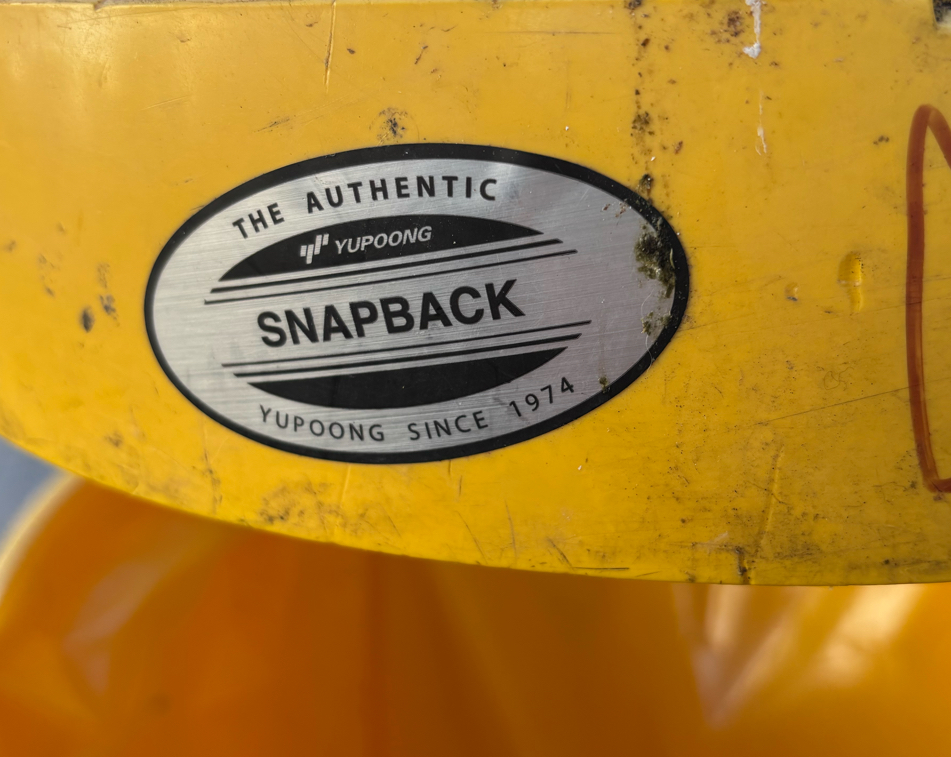 THE AUTHENTIC
YUPOONG
SNAPBACK
YUPOONG SINCE 1974